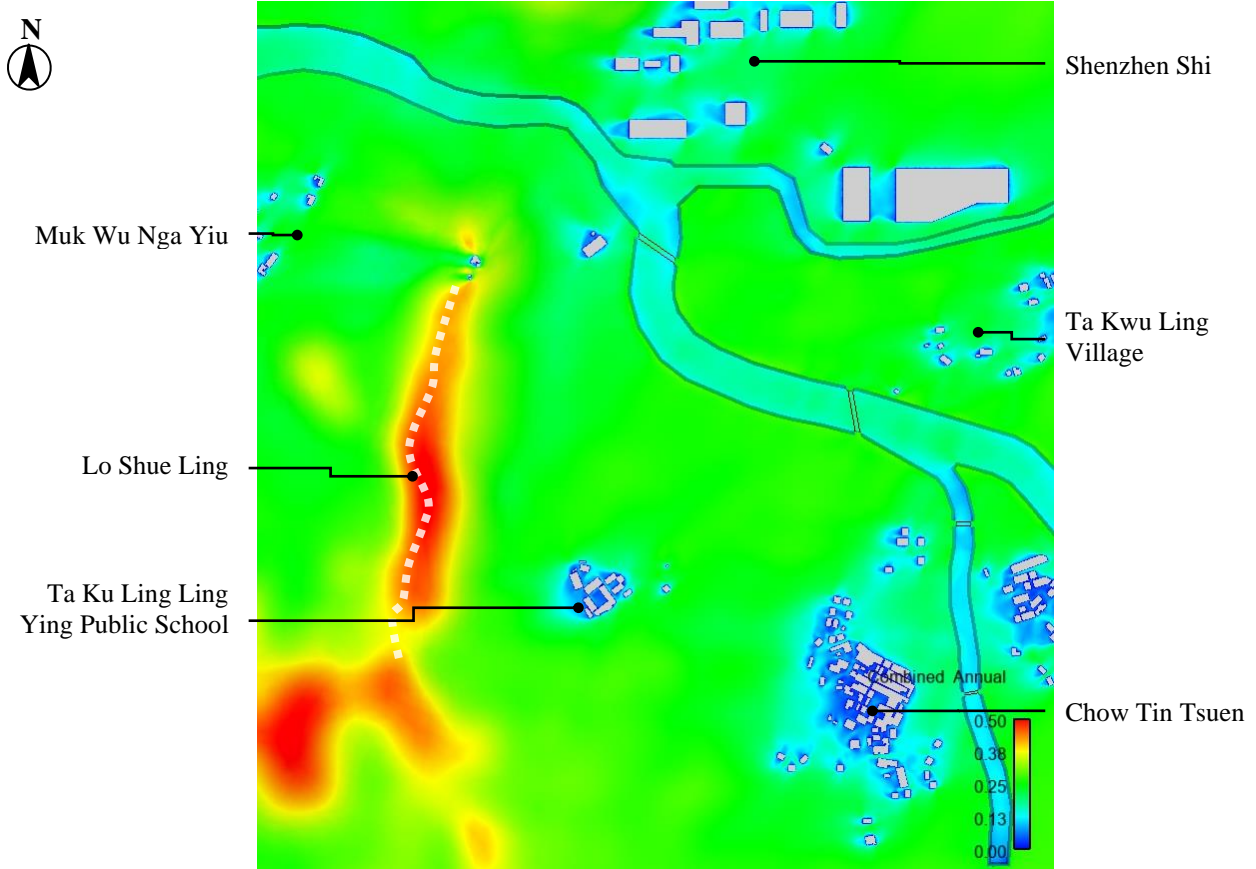 N
Shenzhen Shi
Muk Wu Nga Yiu
Ta Kwu Ling
Village
Lo Shue Ling
Ta Ku Ling Ling
Ying Public School
Combined Annual
Chow Tin Tsuen
0.50
0.38
0.25
0.13
0.00